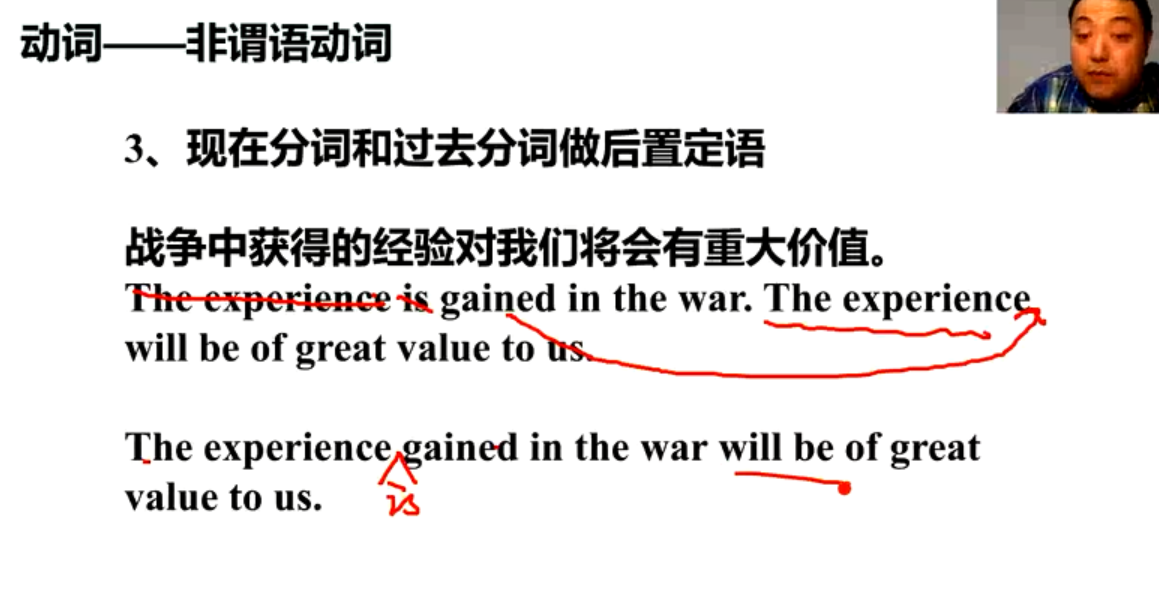 动词——非谓语动词
3、现在分词和过去分词做后置定语
战争中获得的经验对我们将会有重大价值。
The experience is gained in the war. The experience
will be of great value to us.
The experience gained in the war will be of great
value to us.
is